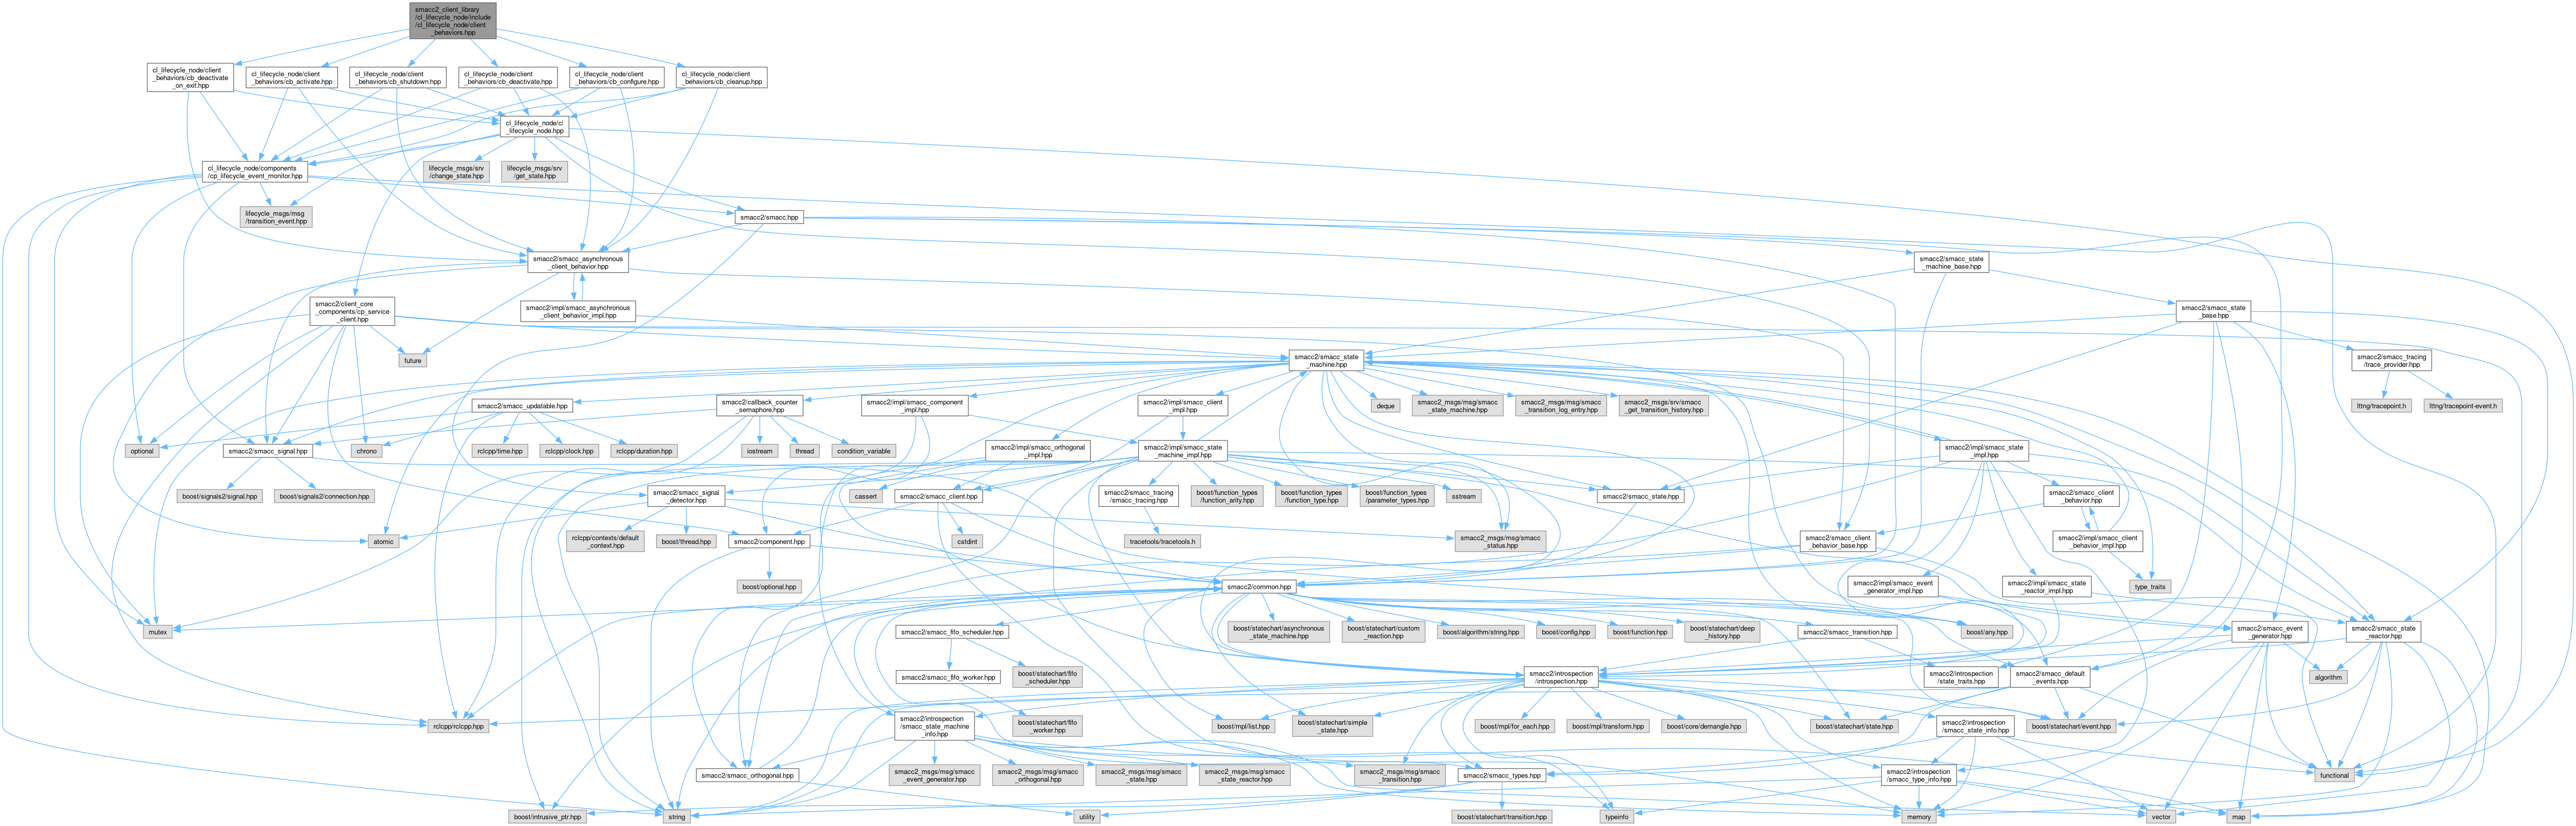 smacc2_client_library
/cl_lifecycle_node/include
/cl_lifecycle_node/client
_behaviors.hpp
cl_lifecycle_node/client
_behaviors/cb_deactivate
_on_exit.hpp
cl_lifecycle_node/client
_behaviors/cb_activate.hpp
cl_lifecycle_node/client
_behaviors/cb_shutdown.hpp
cl_lifecycle_node/client
_behaviors/cb_deactivate.hpp
cl_lifecycle_node/client
_behaviors/cb_configure.hpp
cl_lifecycle_node/client
_behaviors/cb_cleanup.hpp
cl_lifecycle_node/cl
_lifecycle_node.hpp
cl_lifecycle_node/components
/cp_lifecycle_event_monitor.hpp
lifecycle_msgs/srv
/change_state.hpp
lifecycle_msgs/srv
/get_state.hpp
lifecycle_msgs/msg
/transition_event.hpp
smacc2/smacc.hpp
smacc2/smacc_asynchronous
_client_behavior.hpp
smacc2/smacc_state
_machine_base.hpp
smacc2/client_core
_components/cp_service
_client.hpp
smacc2/impl/smacc_asynchronous
_client_behavior_impl.hpp
smacc2/smacc_state
_base.hpp
future
smacc2/smacc_state
_machine.hpp
smacc2/smacc_tracing
/trace_provider.hpp
smacc2/smacc_updatable.hpp
smacc2/callback_counter
_semaphore.hpp
smacc2/impl/smacc_component
_impl.hpp
smacc2/impl/smacc_client
_impl.hpp
deque
smacc2_msgs/msg/smacc
_state_machine.hpp
smacc2_msgs/msg/smacc
_transition_log_entry.hpp
smacc2_msgs/srv/smacc
_get_transition_history.hpp
lttng/tracepoint.h
lttng/tracepoint-event.h
optional
smacc2/smacc_signal.hpp
chrono
rclcpp/time.hpp
rclcpp/clock.hpp
rclcpp/duration.hpp
iostream
thread
condition_variable
smacc2/impl/smacc_orthogonal
_impl.hpp
smacc2/impl/smacc_state
_machine_impl.hpp
smacc2/impl/smacc_state
_impl.hpp
boost/signals2/signal.hpp
boost/signals2/connection.hpp
smacc2/smacc_signal
_detector.hpp
cassert
smacc2/smacc_client.hpp
smacc2/smacc_tracing
/smacc_tracing.hpp
boost/function_types
/function_arity.hpp
boost/function_types
/function_type.hpp
boost/function_types
/parameter_types.hpp
sstream
smacc2/smacc_state.hpp
smacc2/smacc_client
_behavior.hpp
atomic
rclcpp/contexts/default
_context.hpp
boost/thread.hpp
smacc2/component.hpp
cstdint
tracetools/tracetools.h
smacc2_msgs/msg/smacc
_status.hpp
smacc2/smacc_client
_behavior_base.hpp
smacc2/impl/smacc_client
_behavior_impl.hpp
boost/optional.hpp
smacc2/common.hpp
smacc2/impl/smacc_event
_generator_impl.hpp
smacc2/impl/smacc_state
_reactor_impl.hpp
type_traits
mutex
smacc2/smacc_fifo_scheduler.hpp
boost/statechart/asynchronous
_state_machine.hpp
boost/statechart/custom
_reaction.hpp
boost/algorithm/string.hpp
boost/config.hpp
boost/function.hpp
boost/statechart/deep
_history.hpp
smacc2/smacc_transition.hpp
boost/any.hpp
smacc2/smacc_event
_generator.hpp
smacc2/smacc_state
_reactor.hpp
smacc2/smacc_fifo_worker.hpp
boost/statechart/fifo
_scheduler.hpp
smacc2/introspection
/introspection.hpp
smacc2/introspection
/state_traits.hpp
smacc2/smacc_default
_events.hpp
algorithm
rclcpp/rclcpp.hpp
smacc2/introspection
/smacc_state_machine
_info.hpp
boost/statechart/fifo
_worker.hpp
boost/mpl/list.hpp
boost/statechart/simple
_state.hpp
boost/mpl/for_each.hpp
boost/mpl/transform.hpp
boost/core/demangle.hpp
boost/statechart/state.hpp
smacc2/introspection
/smacc_state_info.hpp
boost/statechart/event.hpp
smacc2/smacc_orthogonal.hpp
smacc2_msgs/msg/smacc
_event_generator.hpp
smacc2_msgs/msg/smacc
_orthogonal.hpp
smacc2_msgs/msg/smacc
_state.hpp
smacc2_msgs/msg/smacc
_state_reactor.hpp
smacc2_msgs/msg/smacc
_transition.hpp
smacc2/smacc_types.hpp
smacc2/introspection
/smacc_type_info.hpp
functional
boost/intrusive_ptr.hpp
string
utility
boost/statechart/transition.hpp
typeinfo
memory
vector
map